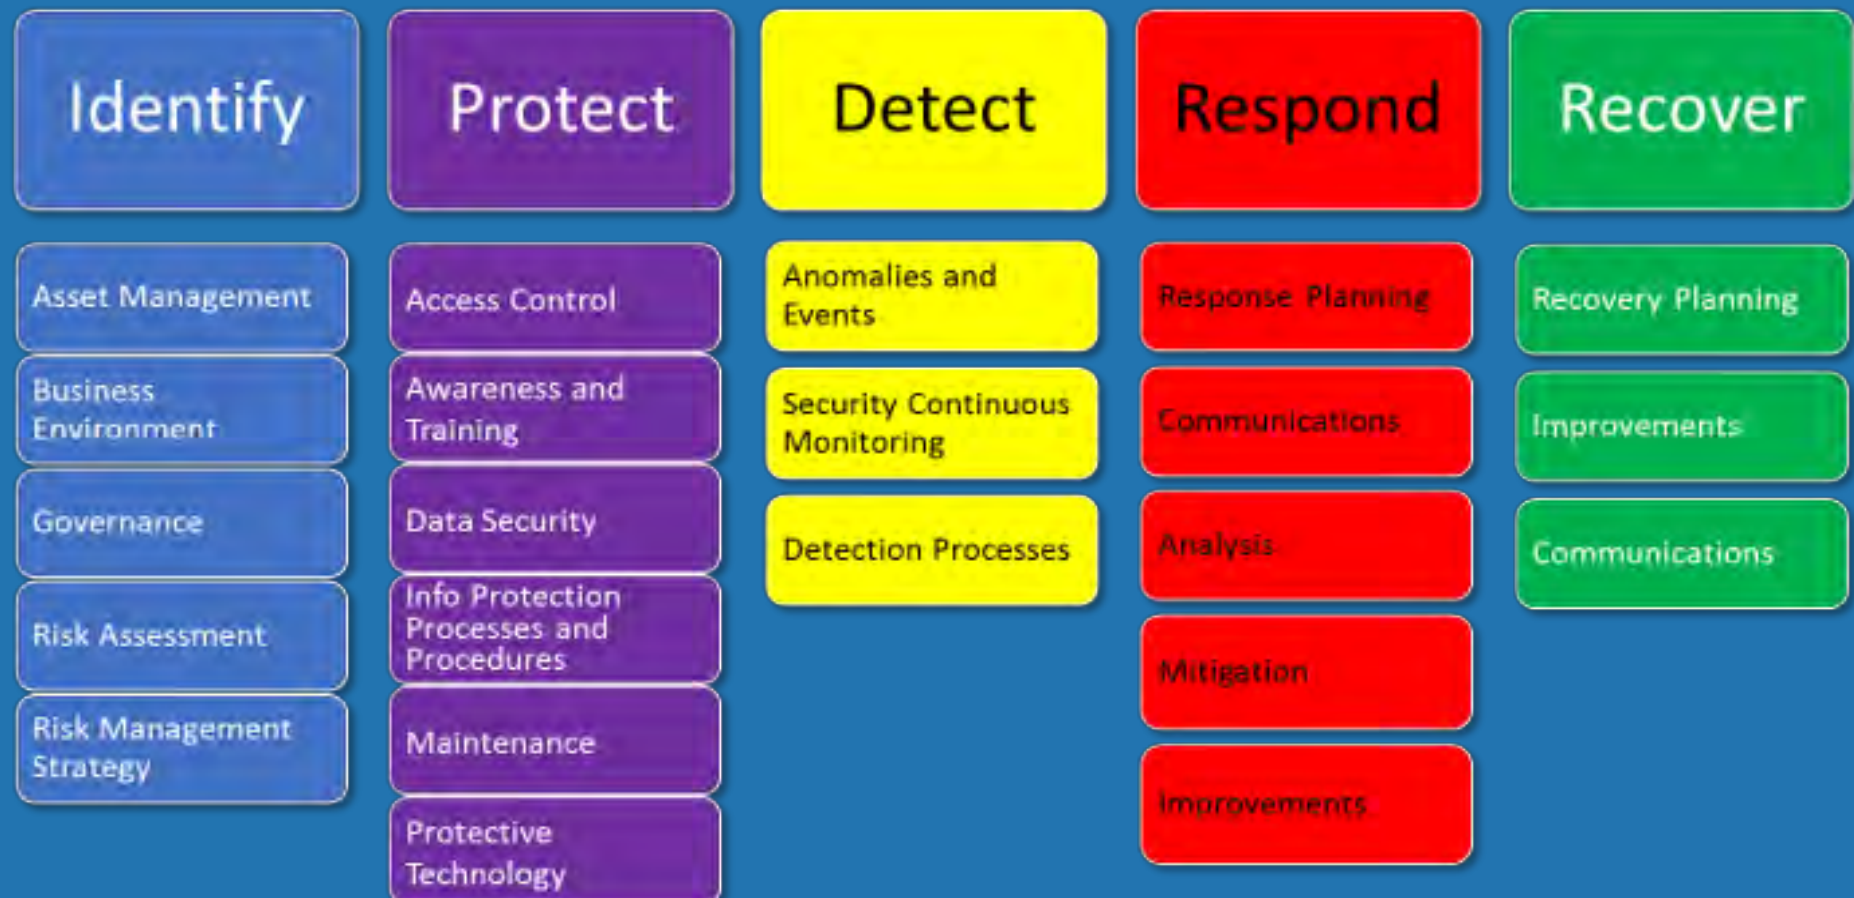 Identify
Protect
Detect
Respond
Recover
Asset Management
Business
Environment
Governance
Risk Assessment
Risk Management
Strategy
Access Control
Awareness and
Training
Data Security
Info Protection
Processes and
Procedures
Maintenance
Protective
Technology
Anomalies and
Events
Security Continuous
Monitoring
Detection Processes
Response Planning
Communications
Analysis
Mitigation
Improvements
Recovery Planning
Improvements
Communications